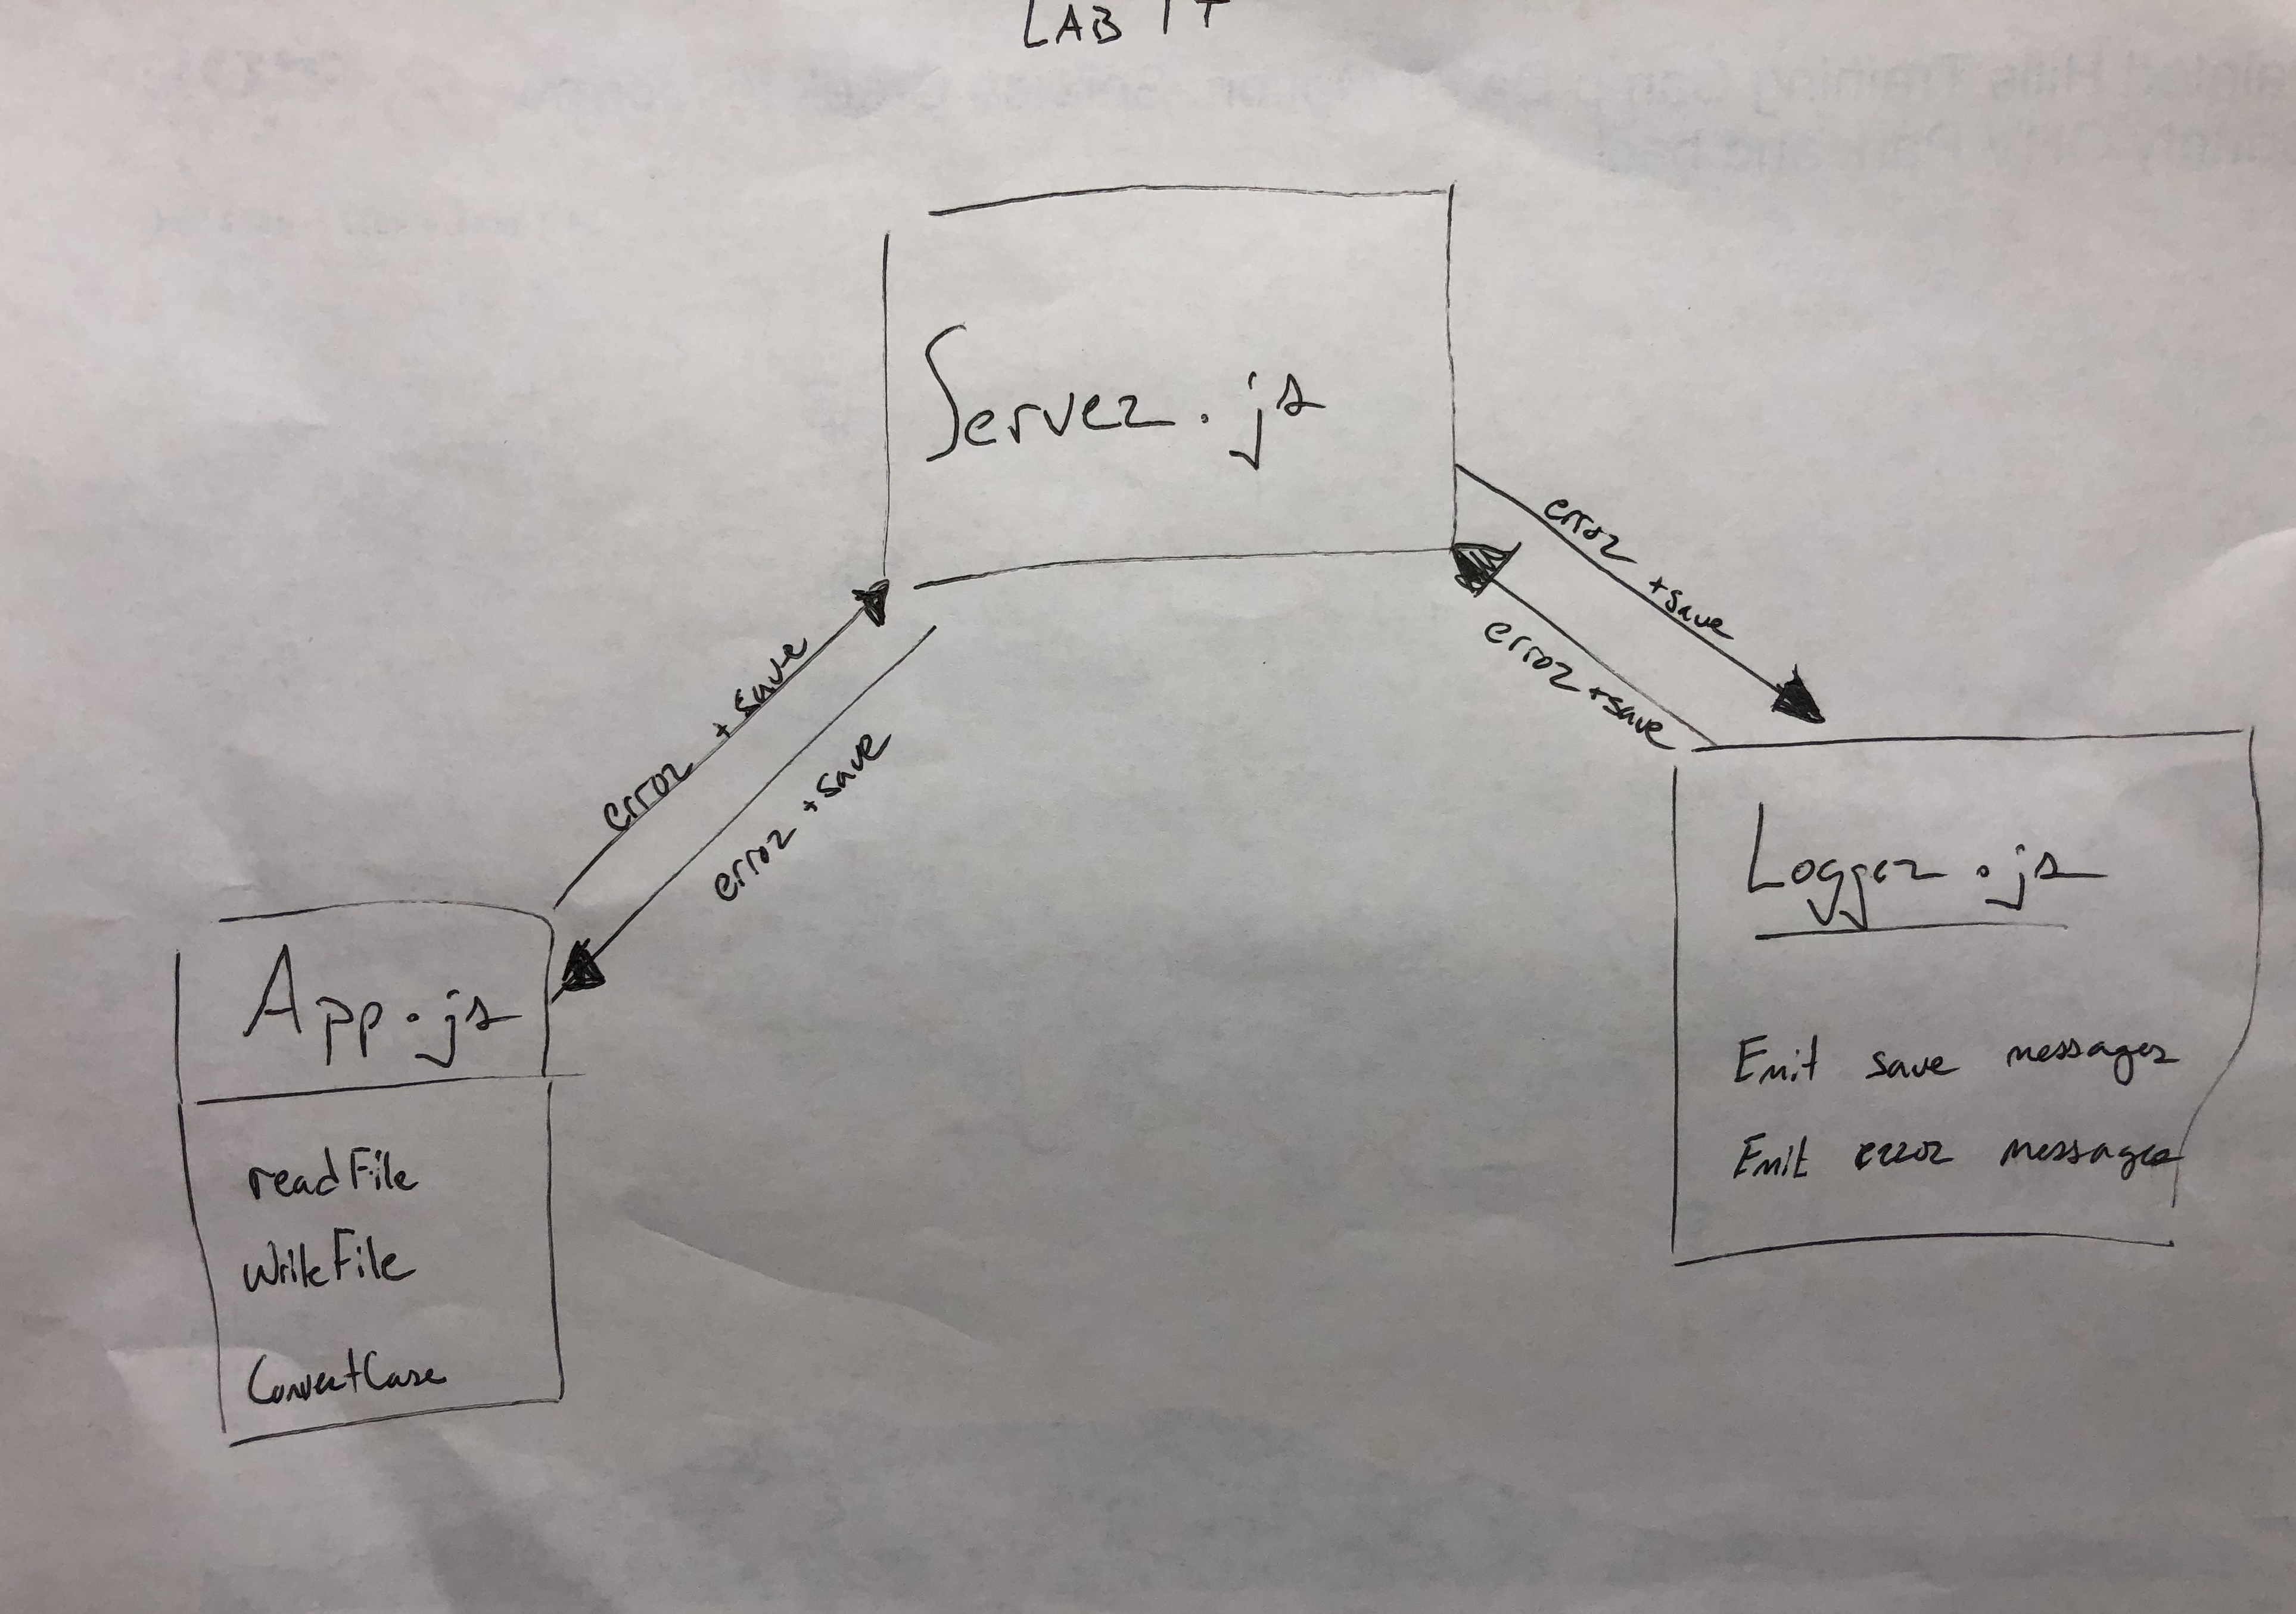 LAB 17
Server.js
error + save
error + save
error + save
error + save
App.js
readFile
writeFile
ConvertCase
Logger.js
Emit save messages
Emit error messages